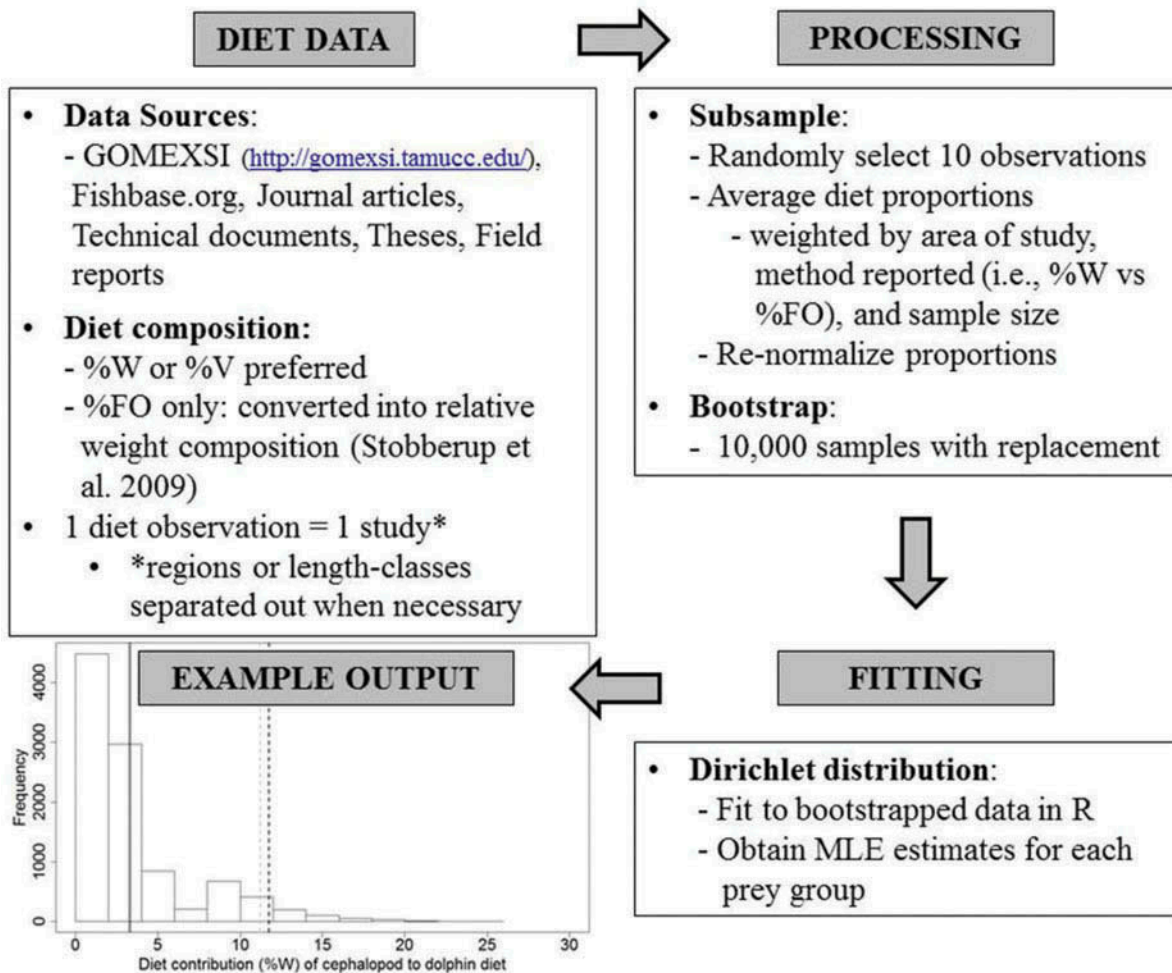 DIET DATA
• Data Sources:
- GOMEXSI (http://gomexsi.tamucc.edu/),
Fishbase.org, Journal articles,
Technical documents, Theses, Field
reports
• Diet composition:
- %W or %V preferred
- %FO only: converted into relative
weight composition (Stobberup et
al. 2009)
• 1 diet observation = 1 study*
• *regions or length-classes
separated out when necessary
PROCESSING
• Subsample:
- Randomly select 10 observations
- Average diet proportions
- weighted by area of study,
method reported (i.e., %W vs
%FO), and sample size
- Re-normalize proportions
• Bootstrap:
- 10,000 samples with replacement
FITTING
• Dirichlet distribution:
- Fit to bootstrapped data in R
- Obtain MLE estimates for each
prey group
EXAMPLE OUTPUT
Frequency
4000
3000
2000
1000
0
0 5 10 15 20 25 30
Diet contribution (%W) of cephalopod to dolphin diet